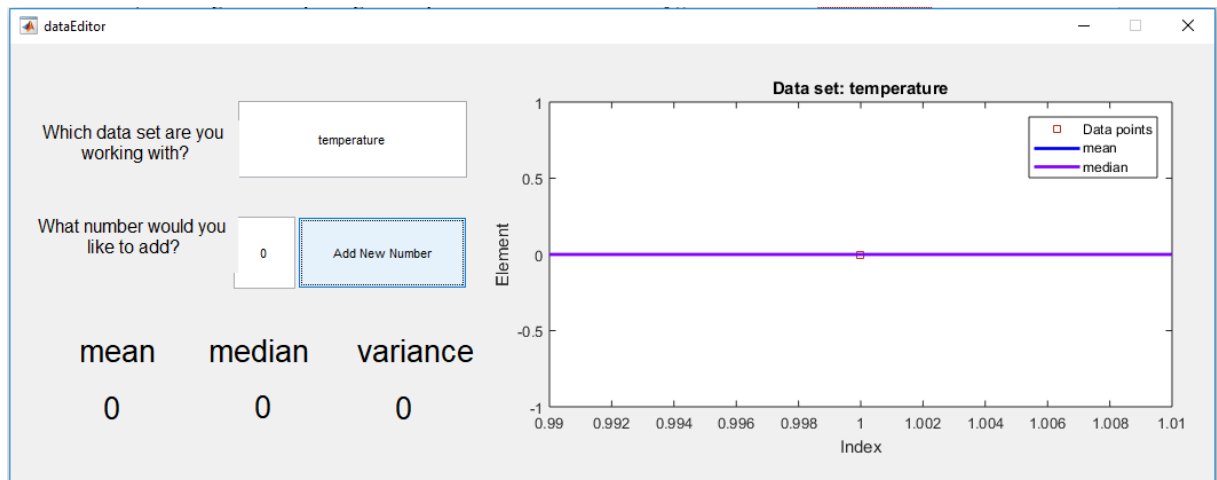 dataEditor
Which data set are you
working with?
temperature
What number would you
like to add?
0
Add New Number
mean median variance
0 0 0
Data set: temperature
Data points
mean
median
1
0.5
0
-0.5
-1
Element
0.99 0.992 0.994 0.996 0.998 1 1.002 1.004 1.006 1.008 1.01
Index